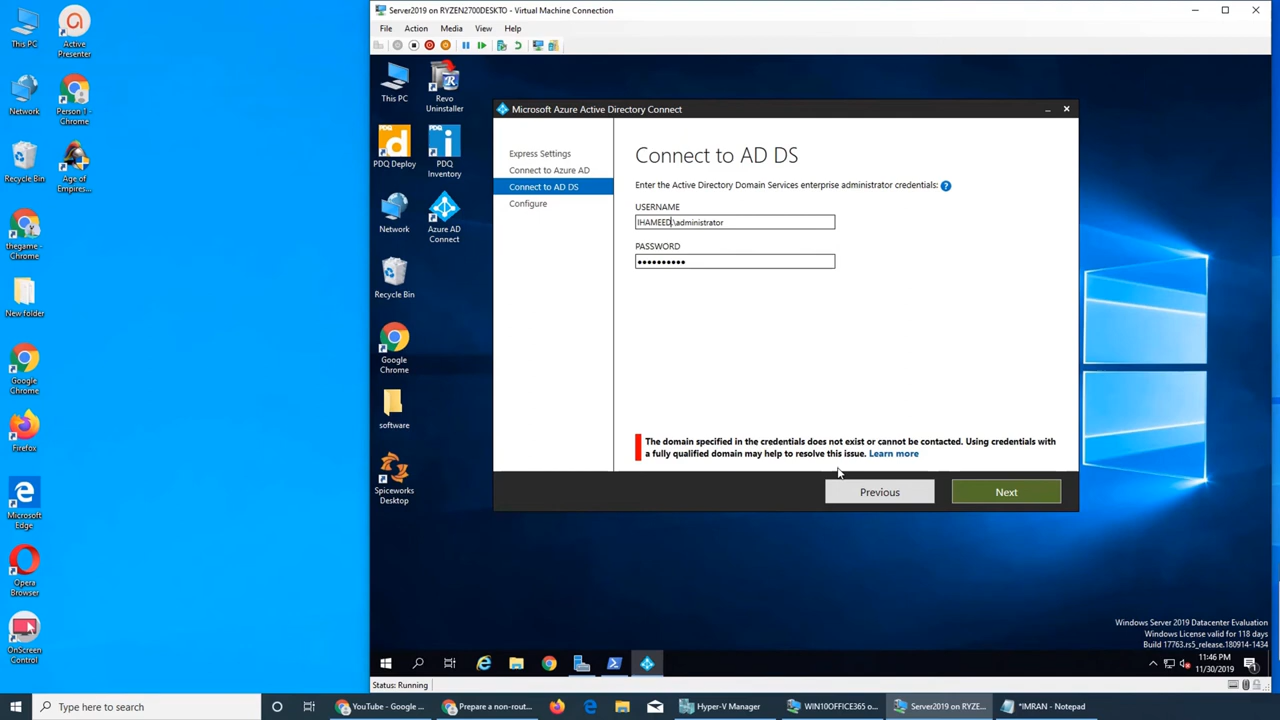 Server2019 on RYZEN2700DESKTO - Virtual Machine Connection
File Action Media View Help
This PC
Active
Presenter
Network
Person 1 -
Chrome
Recycle Bin
Age of
Empires...
thegame -
Chrome
New folder
Google
Chrome
Firefox
Microsoft
Edge
Opera
Browser
OnScreen
Control
This PC
Revo
Uninstaller
PDQ Deploy
PDQ
Inventory
Network
Azure AD
Connect
Recycle Bin
Google
Chrome
software
Spiceworks
Desktop
Microsoft Azure Active Directory Connect
Express Settings
Connect to Azure AD
Connect to AD DS
Configure
Connect to AD DS
Enter the Active Directory Domain Services enterprise administrator credentials: ?
USERNAME
IHAMEED.\administrator
PASSWORD
••••••••••
The domain specified in the credentials does not exist or cannot be contacted. Using credentials with
a fully qualified domain may help to resolve this issue. Learn more
Previous
Next
Windows Server 2019 Datacenter Evaluation
Windows License valid for 118 days
Build 17763.rs5_release.180914-1434
11:46 PM
11/30/2019
Status: Running
Type here to search
YouTube - Google ...
Prepare a non-rout...
Hyper-V Manager
WIN10OFFICE365 o...
Server2019 on RYZE...
*IMRAN - Notepad